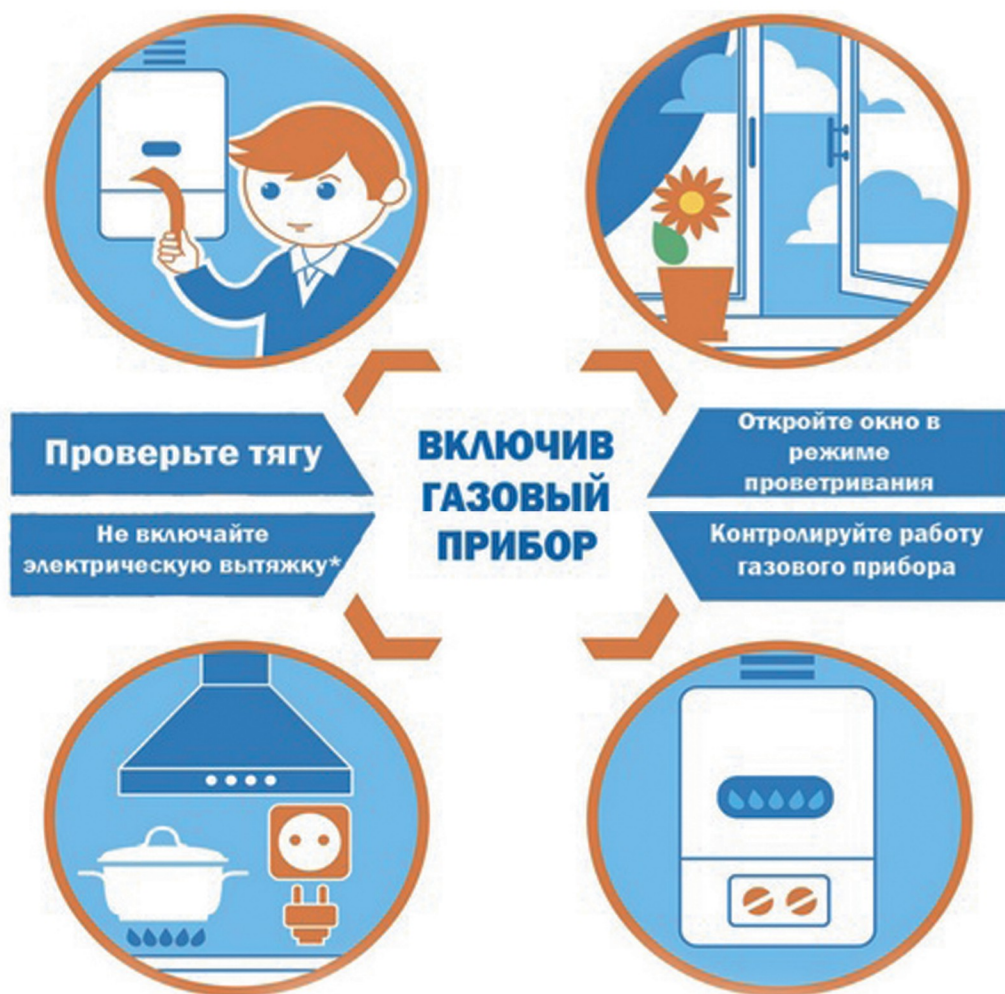 Проверьте тягу
Не включайте
электрическую вытяжку*
ВКЛЮЧИВ
ГАЗОВЫЙ
ПРИБОР
Откройте окно в
режиме
проветривания
Контролируйте работу
газового прибора